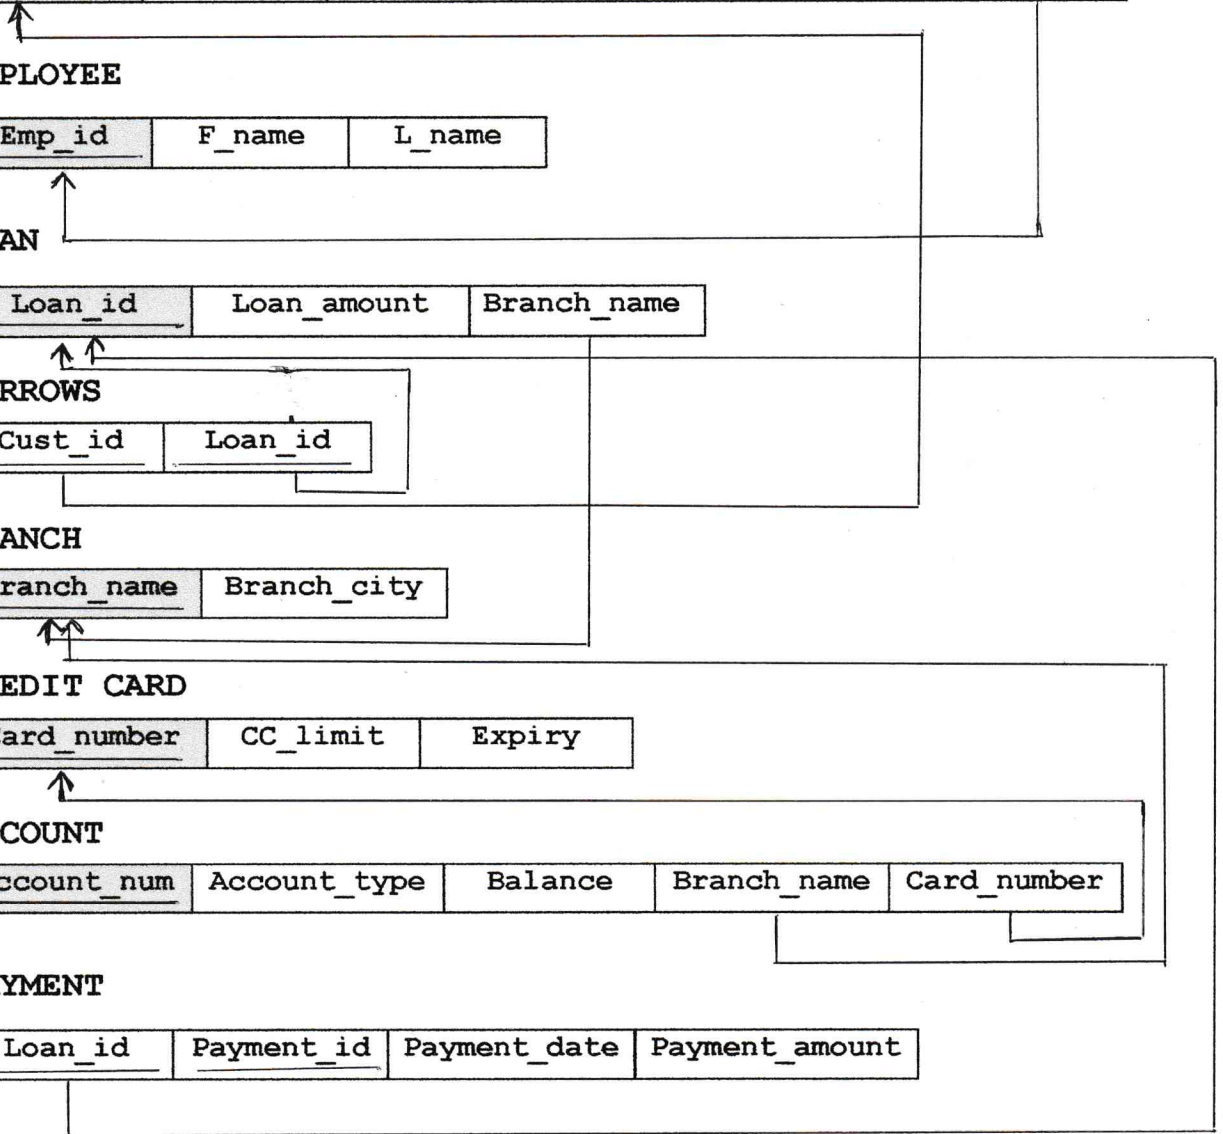 PLOYEE
Emp_id F_name L_name
AN
Loan_id Loan_amount Branch_name
RROWS
Cust_id Loan_id
ANCH
ranch_name Branch_city
EDIT CARD
ard_number CC_limit Expiry
COUNT
ccount_num Account_type Balance Branch_name Card_number
YMENT
Loan_id Payment_id Payment_date Payment_amount